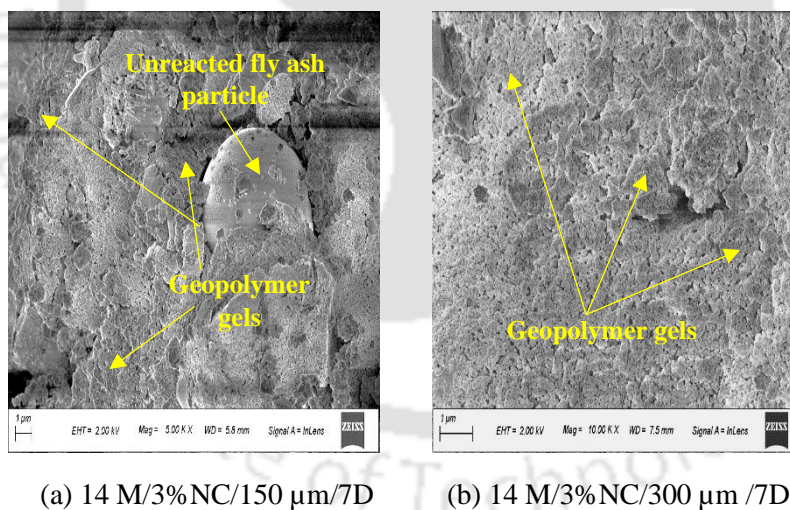 Unreacted fly ash
particle
Geopolymer
gels
Geopolymer gels
1 µm
EHT = 2.00 kV Mag = 5.00 K X WD = 5.8 mm Signal A = InLens ZEISS
1 µm
EHT = 2.00 kV Mag = 10.00 K X WD = 7.5 mm Signal A = InLens ZEISS
of Technolo
(a) 14 M/3%NC/150 µm/7D
(b) 14 M/3%NC/300 µm /7D